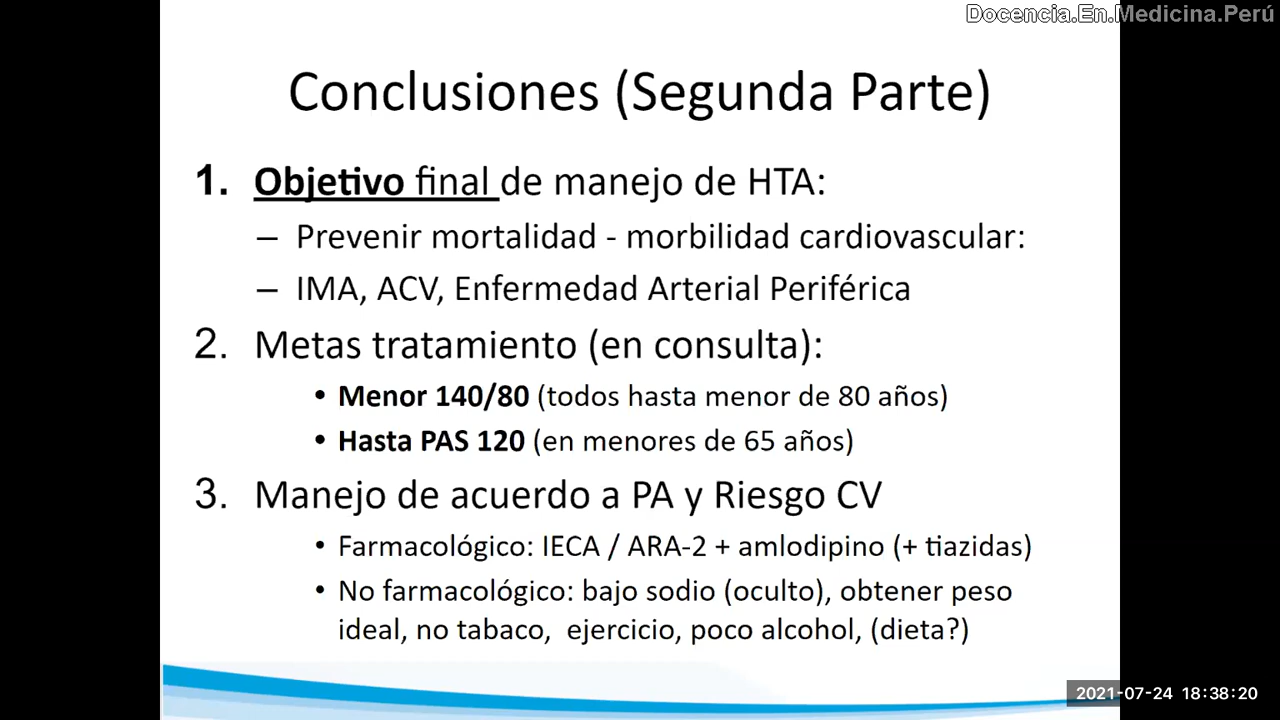 Docencia.En.Medicina.Perú
Conclusiones (Segunda Parte)
1. Objetivo final de manejo de HTA:
– Prevenir mortalidad - morbilidad cardiovascular:
– IMA, ACV, Enfermedad Arterial Periférica
2. Metas tratamiento (en consulta):
• Menor 140/80 (todos hasta menor de 80 años)
• Hasta PAS 120 (en menores de 65 años)
3. Manejo de acuerdo a PA y Riesgo CV
• Farmacológico: IECA / ARA-2 + amlodipino (+ tiazidas)
• No farmacológico: bajo sodio (oculto), obtener peso
ideal, no tabaco, ejercicio, poco alcohol, (dieta?)
2021-07-24 18:38:20